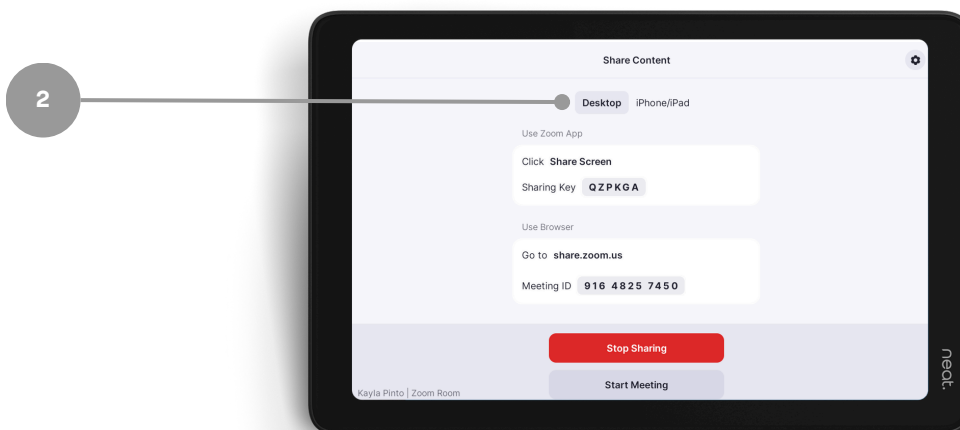 Share Content
2
Desktop iPhone/iPad
Use Zoom App
Click Share Screen
Sharing Key QZPKGA
Use Browser
Go to share.zoom.us
Meeting ID 916 4825 7450
Stop Sharing
Start Meeting
Kayla Pinto | Zoom Room
neat.